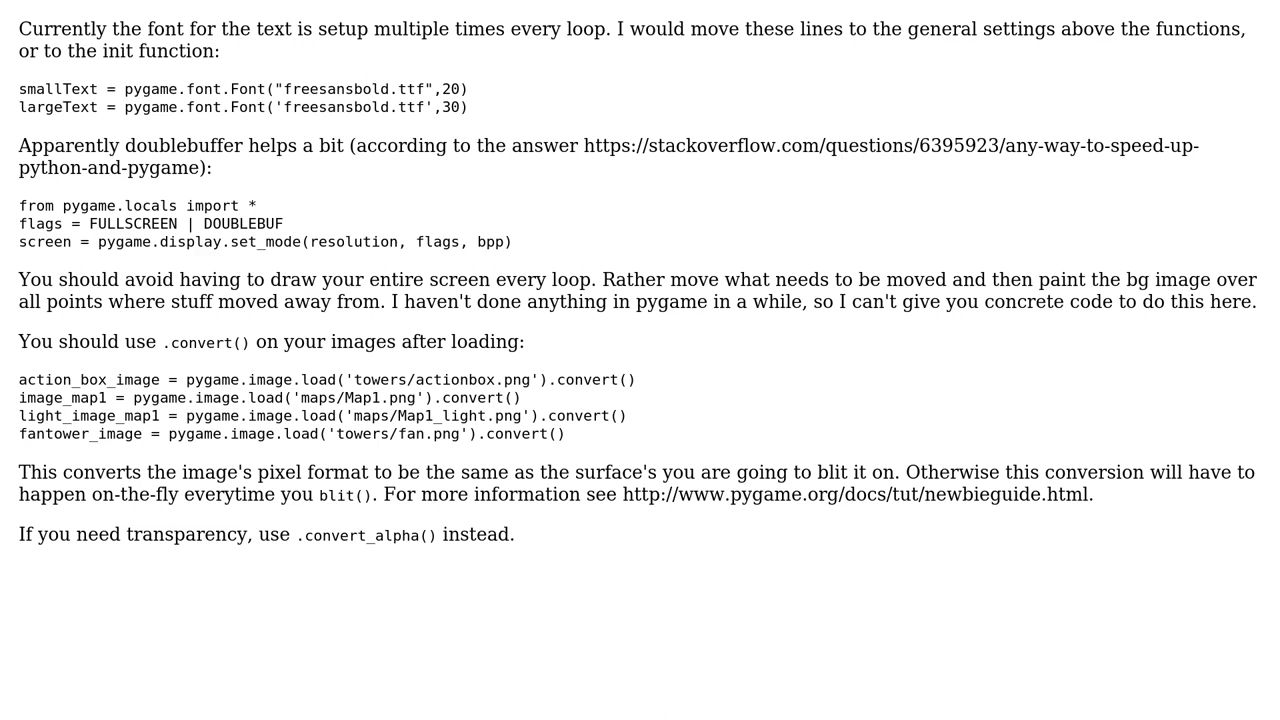 Currently the font for the text is setup multiple times every loop. I would move these lines to the general settings above the functions,
or to the init function:
smallText = pygame.font.Font("freesansbold.ttf",20)
largeText = pygame.font.Font('freesansbold.ttf',30)
Apparently doublebuffer helps a bit (according to the answer https://stackoverflow.com/questions/6395923/any-way-to-speed-up-
python-and-pygame):
from pygame.locals import *
flags = FULLSCREEN | DOUBLEBUF
screen = pygame.display.set_mode(resolution, flags, bpp)
You should avoid having to draw your entire screen every loop. Rather move what needs to be moved and then paint the bg image over
all points where stuff moved away from. I haven't done anything in pygame in a while, so I can't give you concrete code to do this here.
You should use .convert() on your images after loading:
action_box_image = pygame.image.load('towers/actionbox.png').convert()
image_map1 = pygame.image.load('maps/Map1.png').convert()
light_image_map1 = pygame.image.load('maps/Map1_light.png').convert()
fantower_image = pygame.image.load('towers/fan.png').convert()
This converts the image's pixel format to be the same as the surface's you are going to blit it on. Otherwise this conversion will have to
happen on-the-fly everytime you blit(). For more information see http://www.pygame.org/docs/tut/newbieguide.html.
If you need transparency, use .convert_alpha() instead.